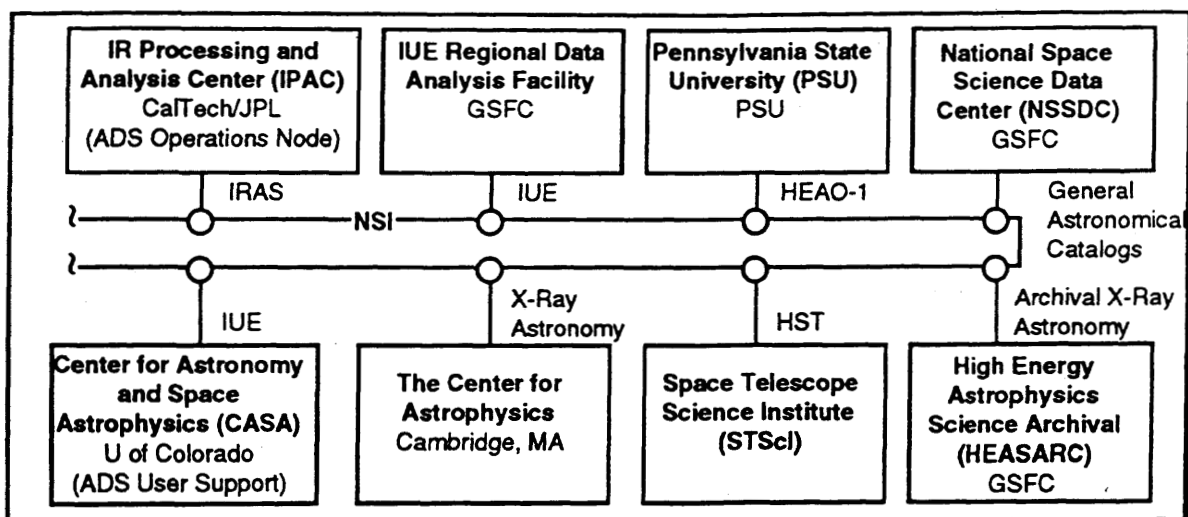 IR Processing and
Analysis Center (IPAC)
CalTech/JPL
(ADS Operations Node)
IUE Regional Data
Analysis Facility
GSFC
Pennsylvania State
University (PSU)
PSU
National Space
Science Data
Center (NSSDC)
GSFC
IRAS
IUE
HEAO-1
General
Astronomical
Catalogs
NSI
IUE
X-Ray
Astronomy
HST
Archival X-Ray
Astronomy
Center for Astronomy
and Space
Astrophysics (CASA)
U of Colorado
(ADS User Support)
The Center for
Astrophysics
Cambridge, MA
Space Telescope
Science Institute
(STScI)
High Energy
Astrophysics
Science Archival
(HEASARC)
GSFC